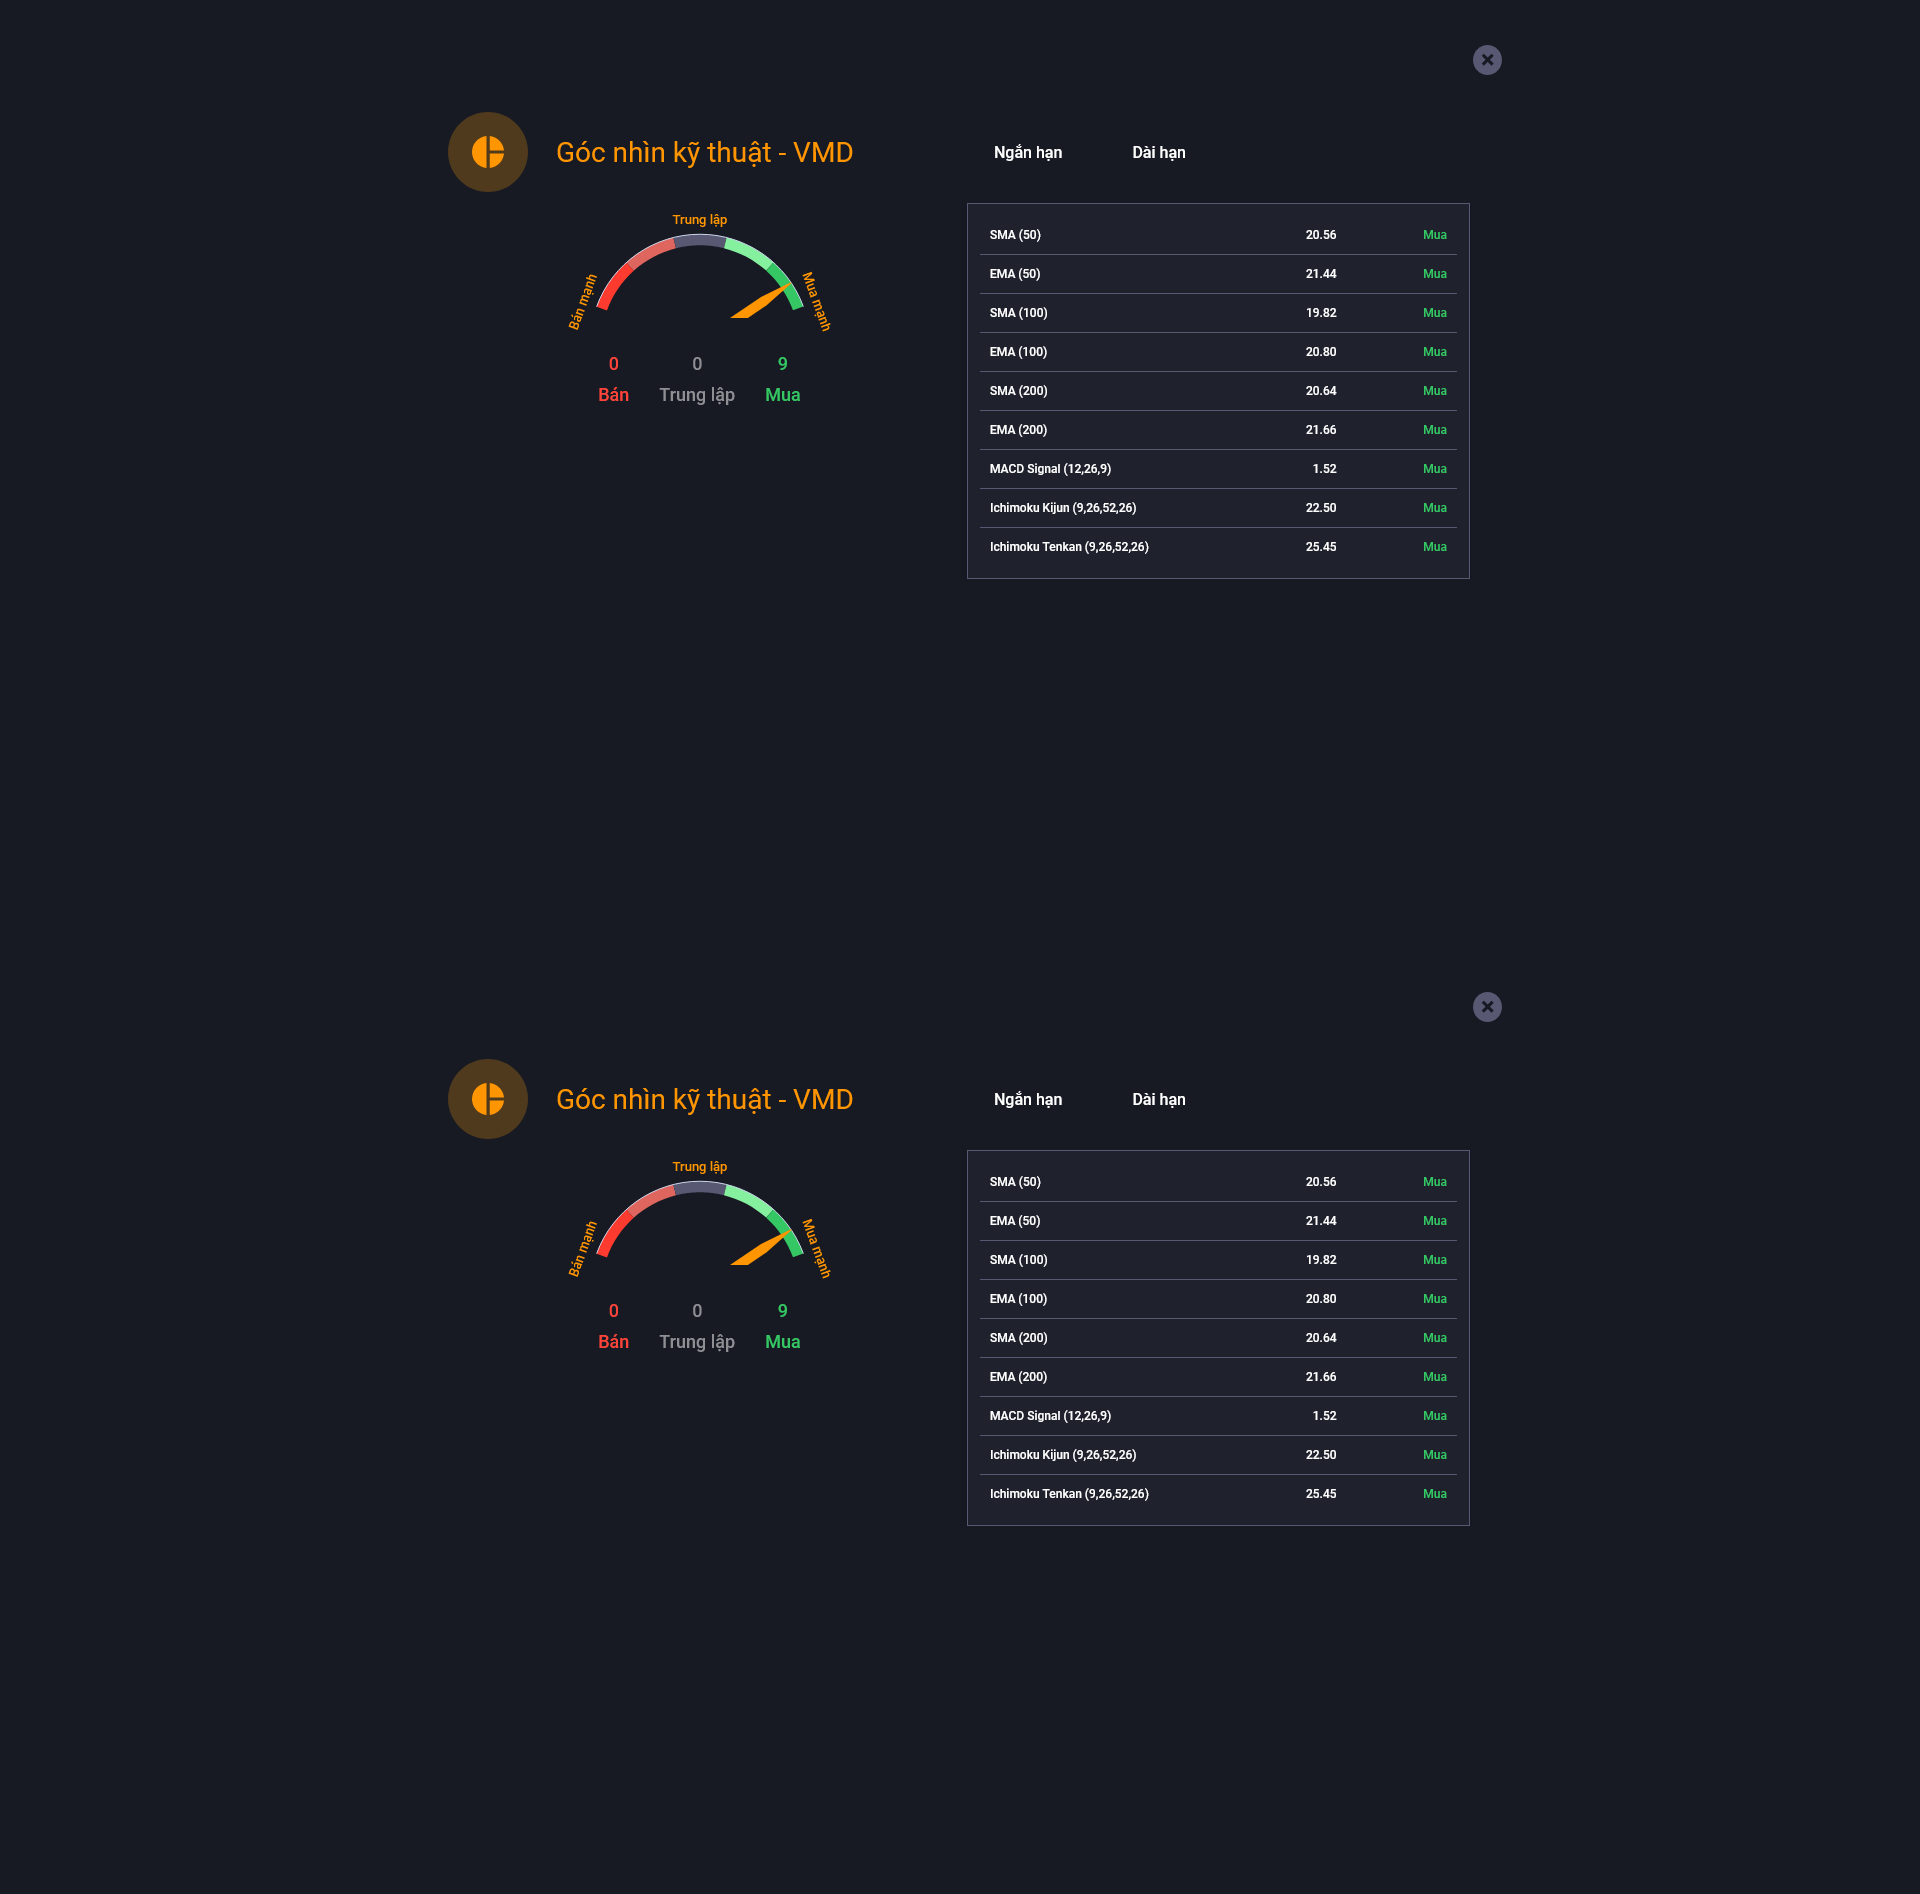 Góc nhìn kỹ thuật - VMD
Ngắn hạn Dài hạn
Trung lập
Bán mạnh
Mua mạnh
0 0 9
Bán Trung lập Mua
SMA (50) 20.56 Mua
EMA (50) 21.44 Mua
SMA (100) 19.82 Mua
EMA (100) 20.80 Mua
SMA (200) 20.64 Mua
EMA (200) 21.66 Mua
MACD Signal (12,26,9) 1.52 Mua
Ichimoku Kijun (9,26,52,26) 22.50 Mua
Ichimoku Tenkan (9,26,52,26) 25.45 Mua
Góc nhìn kỹ thuật - VMD
Ngắn hạn Dài hạn
Trung lập
Bán mạnh
Mua mạnh
0 0 9
Bán Trung lập Mua
SMA (50) 20.56 Mua
EMA (50) 21.44 Mua
SMA (100) 19.82 Mua
EMA (100) 20.80 Mua
SMA (200) 20.64 Mua
EMA (200) 21.66 Mua
MACD Signal (12,26,9) 1.52 Mua
Ichimoku Kijun (9,26,52,26) 22.50 Mua
Ichimoku Tenkan (9,26,52,26) 25.45 Mua